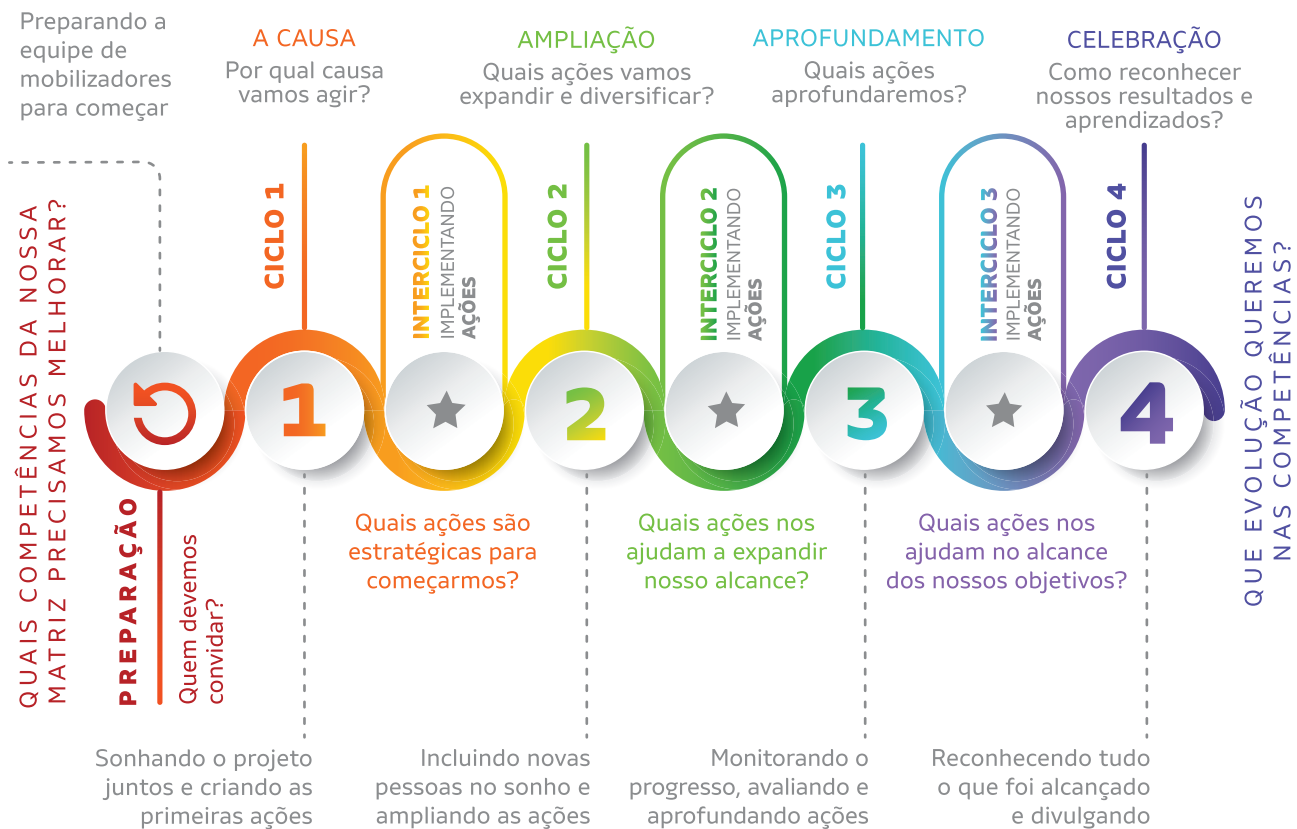 Preparando a
equipe de
mobilizadores
para começar
A CAUSA
Por qual causa
vamos agir?
AMPLIAÇÃO
Quais ações vamos
expandir e diversificar?
APROFUNDAMENTO
Quais ações
aprofundaremos?
CELEBRAÇÃO
Como reconhecer
nossos resultados e
aprendizados?
QUAIS COMPETÊNCIAS DA NOSSA
MATRIZ PRECISAMOS MELHORAR?
PREPARAÇÃO
Quem devemos
convidar?
CICLO 1
1
INTERCICLO 1
IMPLEMENTANDO
AÇÕES
CICLO 2
2
INTERCICLO 2
IMPLEMENTANDO
AÇÕES
CICLO 3
3
INTERCICLO 3
IMPLEMENTANDO
AÇÕES
CICLO 4
4
QUE EVOLUÇÃO QUEREMOS
NAS COMPETÊNCIAS?
Quais ações são
estratégicas para
começarmos?
Quais ações nos
ajudam a expandir
nosso alcance?
Quais ações nos
ajudam no alcance
dos nossos objetivos?
Sonhando o projeto
juntos e criando as
primeiras ações
Incluindo novas
pessoas no sonho e
ampliando as ações
Monitorando o
progresso, avaliando e
aprofundando ações
Reconhecendo tudo
o que foi alcançado
e divulgando